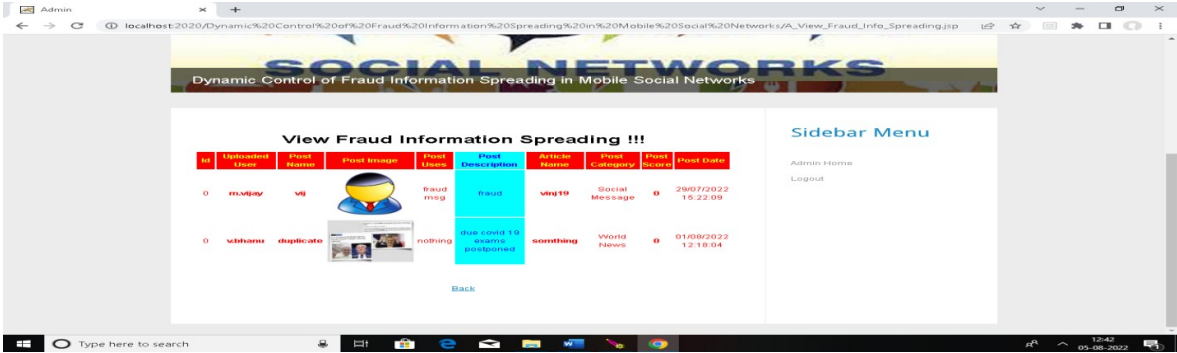 Admin
localhost:2020/Dynamic%20Control%20of%20Fraud%20Information%20Spreading%20in%20Mobile%20Social%20Networks/A_View_Fraud_Info_Spreading.jsp
SOCIAL NETWORKS
Dynamic Control of Fraud Information Spreading in Mobile Social Networks
View Fraud Information Spreading !!!
Id Uploaded User Post Name Post Image Post Uses Post Description Article Name Post Category Post Score Post Date
0 m.vijay vij fraud msg fraud vinj19 Social Message 0 29/07/2022 15:22:09
0 v.bhanu duplicate nothing due covid 19 exams postponed somthing World News 0 01/08/2022 12:18:04
Back
Sidebar Menu
Admin Home
Logout
Type here to search
12:42
05-08-2022